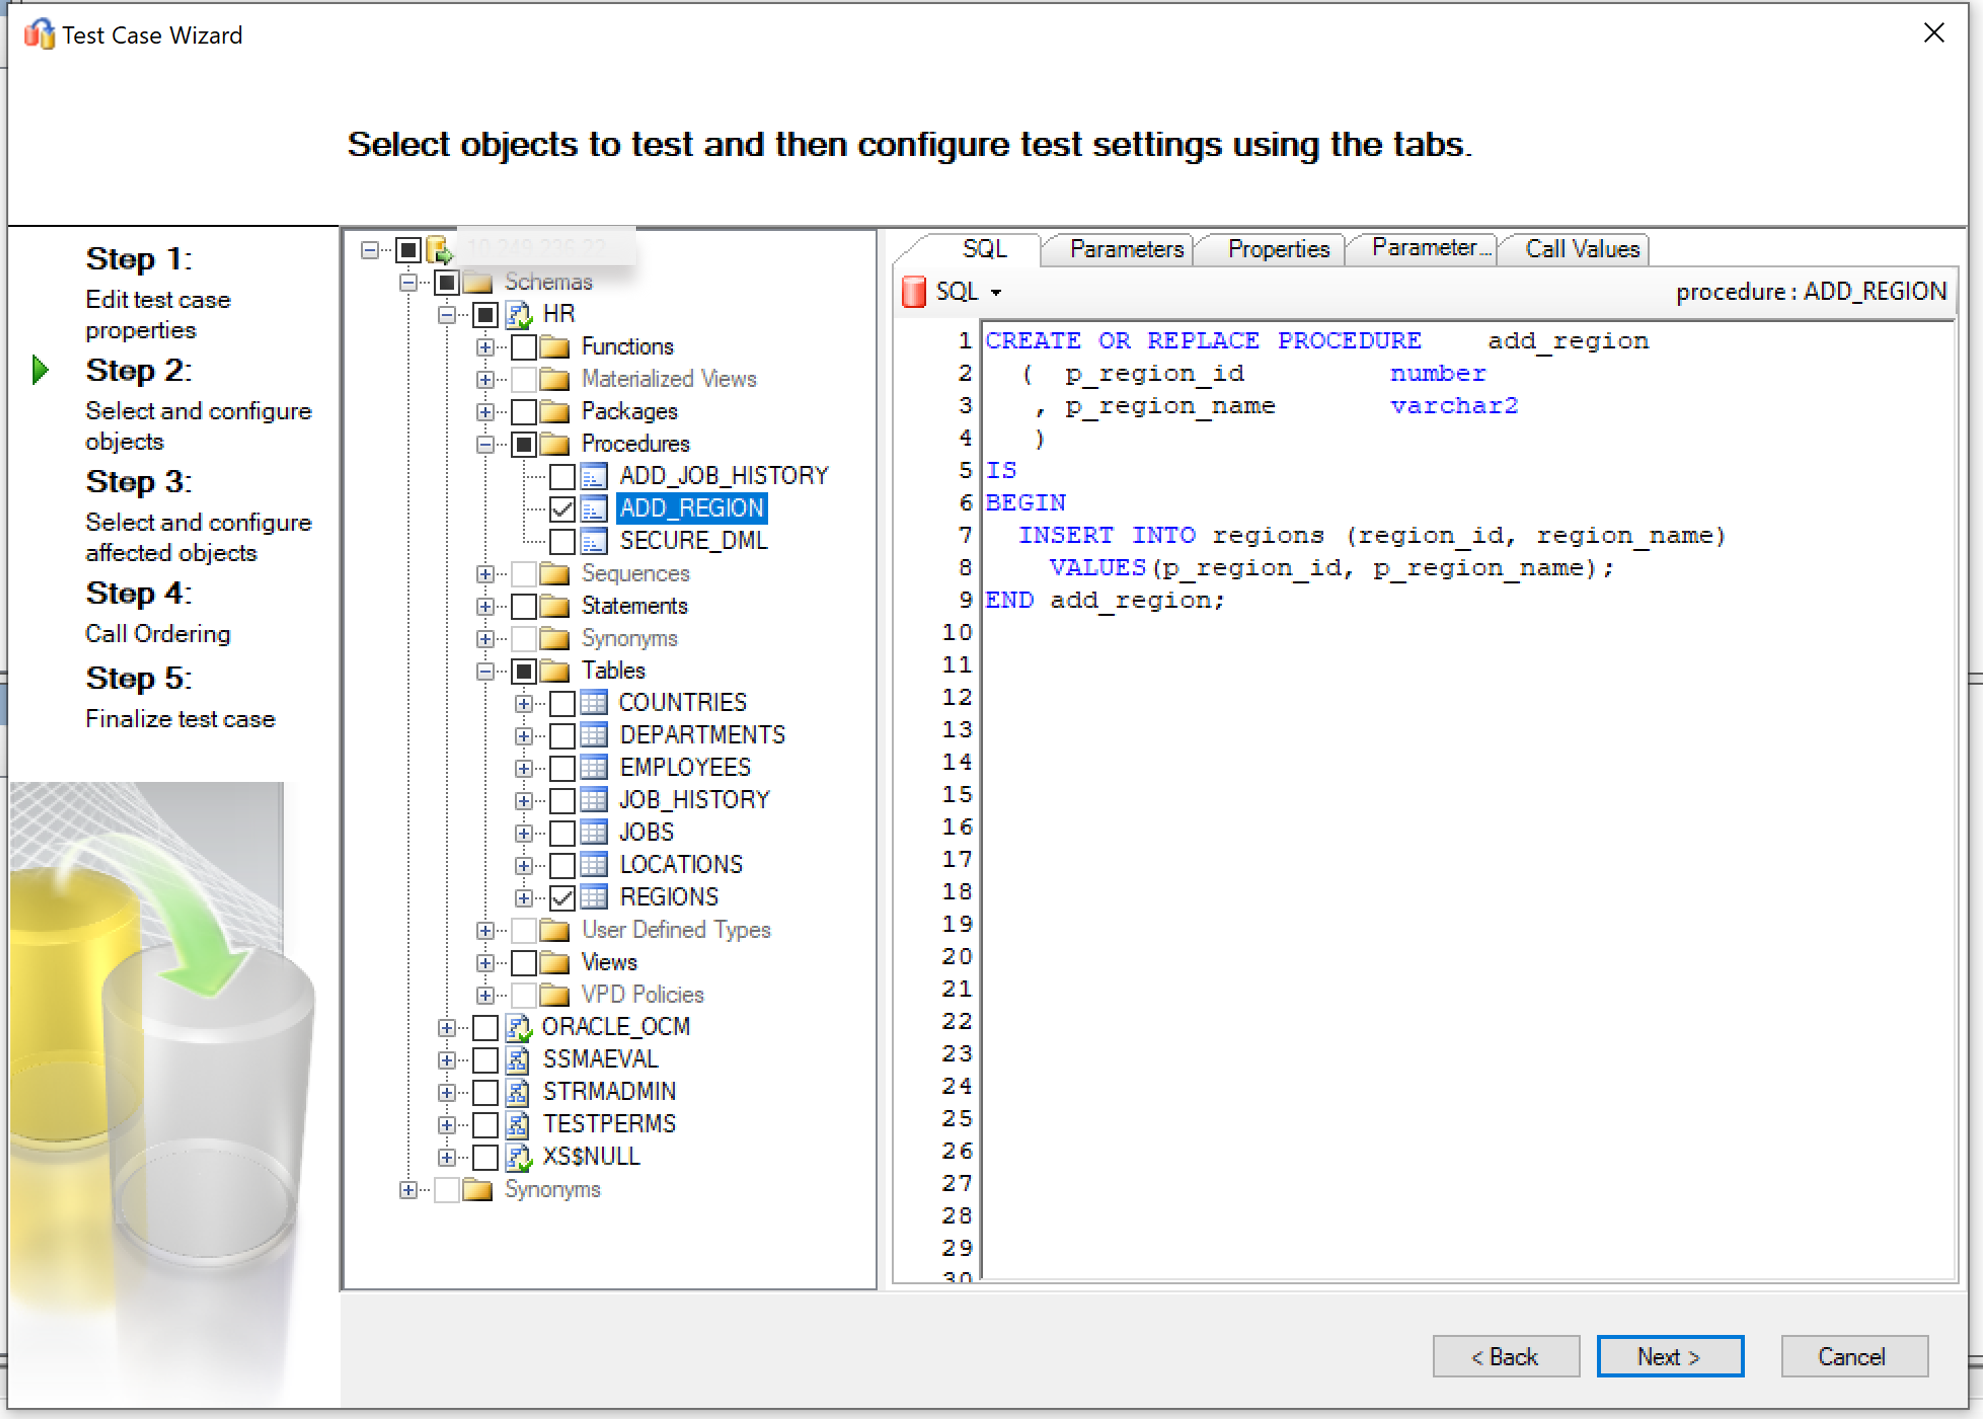 Test Case Wizard
Select objects to test and then configure test settings using the tabs.
Step 1:
Edit test case
properties
Step 2:
Select and configure
objects
Step 3:
Select and configure
affected objects
Step 4:
Call Ordering
Step 5:
Finalize test case
Schemas
HR
Functions
Materialized Views
Packages
Procedures
ADD_JOB_HISTORY
ADD_REGION
SECURE_DML
Sequences
Statements
Synonyms
Tables
COUNTRIES
DEPARTMENTS
EMPLOYEES
JOB_HISTORY
JOBS
LOCATIONS
REGIONS
User Defined Types
Views
VPD Policies
ORACLE_OCM
SSMAEVAL
STRMADMIN
TESTPERMS
XS$NULL
Synonyms
SQL Parameters Properties Parameter... Call Values
SQL procedure : ADD_REGION
1 CREATE OR REPLACE PROCEDURE add_region
2 ( p_region_id number
3 , p_region_name varchar2
4 )
5 IS
6 BEGIN
7 INSERT INTO regions (region_id, region_name)
8 VALUES(p_region_id, p_region_name);
9 END add_region;
10
11
12
13
14
15
16
17
18
19
20
21
22
23
24
25
26
27
28
29
30
< Back Next > Cancel